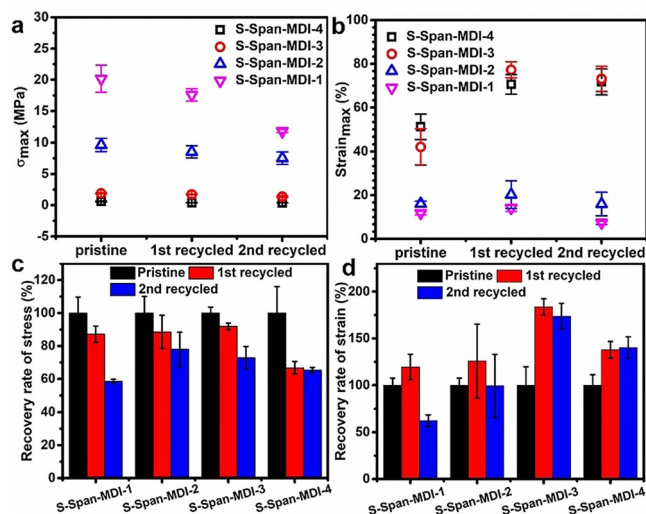 a
S-Span-MDI-4
S-Span-MDI-3
S-Span-MDI-2
S-Span-MDI-1
σmax (MPa)
35
30
25
20
15
10
5
0
-5
pristine
1st recycled
2nd recycled
b
S-Span-MDI-4
S-Span-MDI-3
S-Span-MDI-2
S-Span-MDI-1
Strainmax (%)
100
80
60
40
20
0
pristine
1st recycled
2nd recycled
c
Pristine
1st recycled
2nd recycled
Recovery rate of stress (%)
120
100
80
60
40
20
0
S-Span-MDI-1
S-Span-MDI-2
S-Span-MDI-3
S-Span-MDI-4
d
Pristine
1st recycled
2nd recycled
Recovery rate of strain (%)
200
150
100
50
0
S-Span-MDI-1
S-Span-MDI-2
S-Span-MDI-3
S-Span-MDI-4